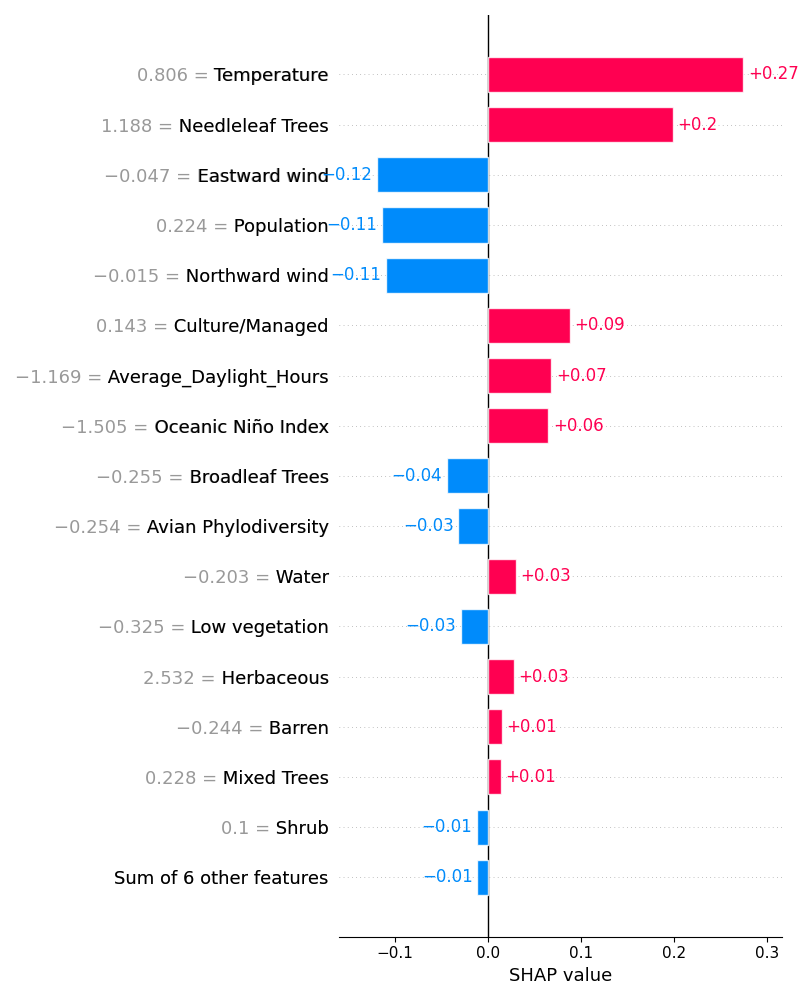 0.806 = Temperature +0.27
1.188 = Needleleaf Trees +0.2
−0.047 = Eastward wind −0.12
0.224 = Population −0.11
−0.015 = Northward wind −0.11
0.143 = Culture/Managed +0.09
−1.169 = Average_Daylight_Hours +0.07
−1.505 = Oceanic Niño Index +0.06
−0.255 = Broadleaf Trees −0.04
−0.254 = Avian Phylodiversity −0.03
−0.203 = Water +0.03
−0.325 = Low vegetation −0.03
2.532 = Herbaceous +0.03
−0.244 = Barren +0.01
0.228 = Mixed Trees +0.01
0.1 = Shrub −0.01
Sum of 6 other features −0.01
−0.1 0.0 0.1 0.2 0.3
SHAP value